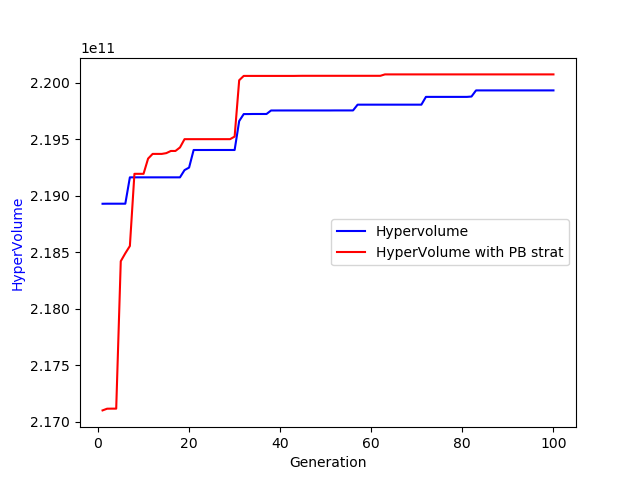 1e11
2.200
2.195
2.190
2.185
2.180
2.175
2.170
HyperVolume
Hypervolume
HyperVolume with PB strat
0 20 40 60 80 100
Generation